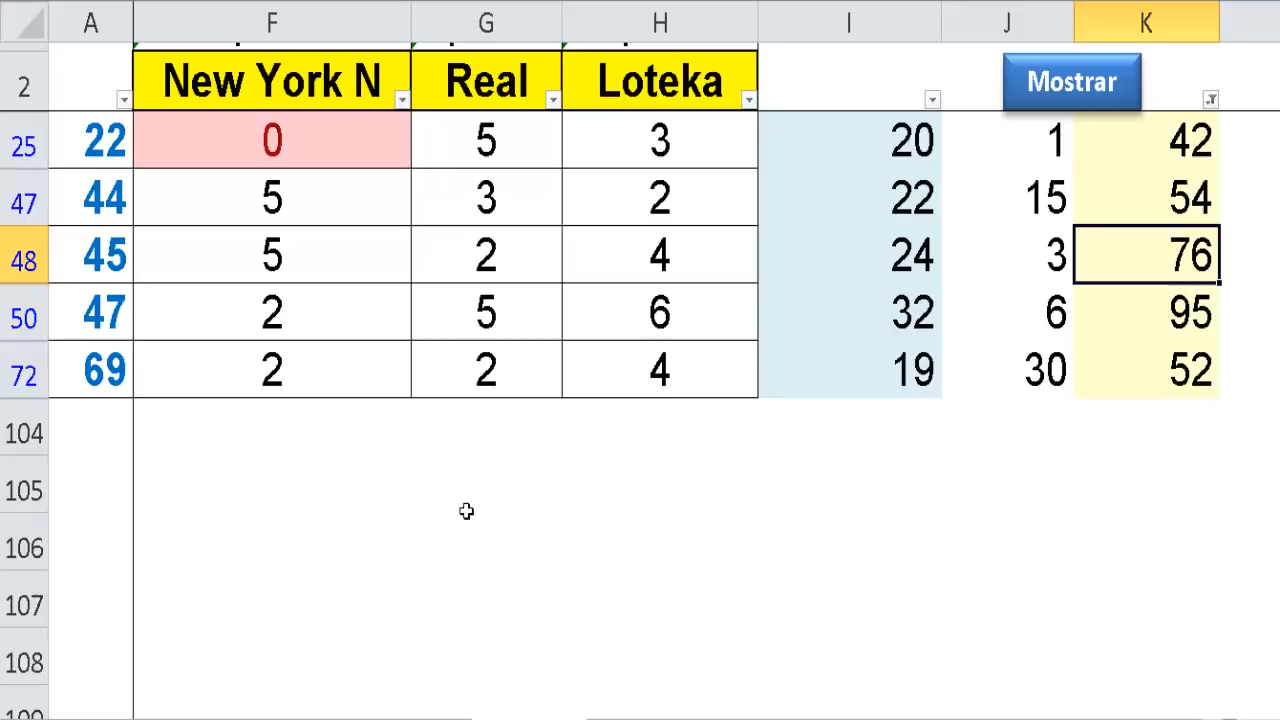 A F G H I J K
2 New York N Real Loteka Mostrar
25 22 0 5 3 20 1 42
47 44 5 3 2 22 15 54
48 45 5 2 4 24 3 76
50 47 2 5 6 32 6 95
72 69 2 2 4 19 30 52
104
105
106
107
108
109